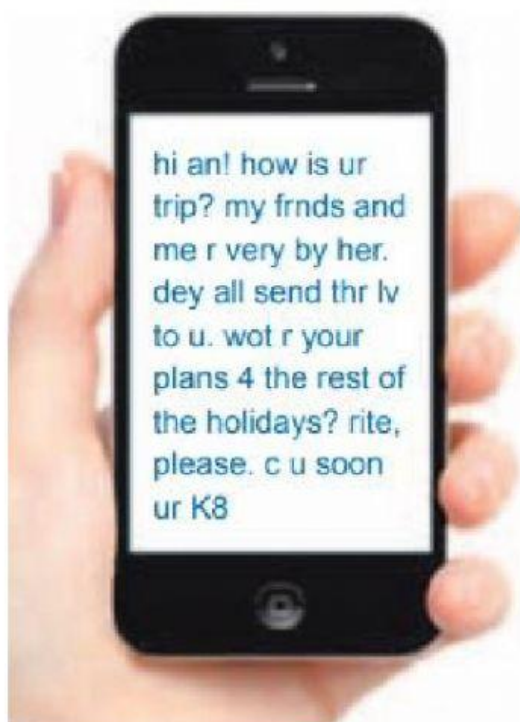 hi an! how is ur
trip? my frnds and
me r very by her.
dey all send thr lv
to u. wot r your
plans 4 the rest of
the holidays? rite,
please. c u soon
ur K8